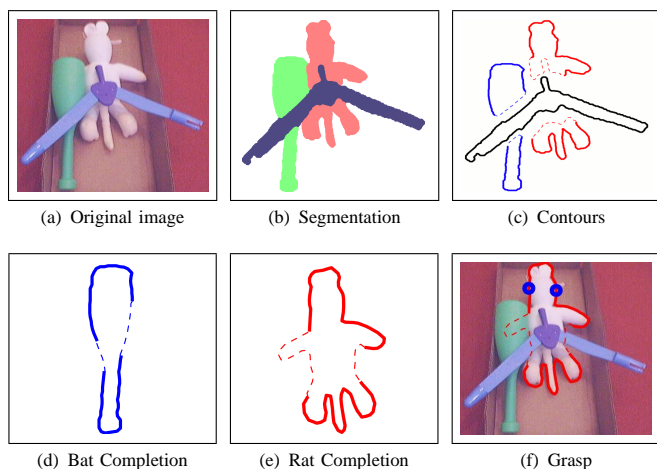 (a) Original image
(b) Segmentation
(c) Contours
(d) Bat Completion
(e) Rat Completion
(f) Grasp